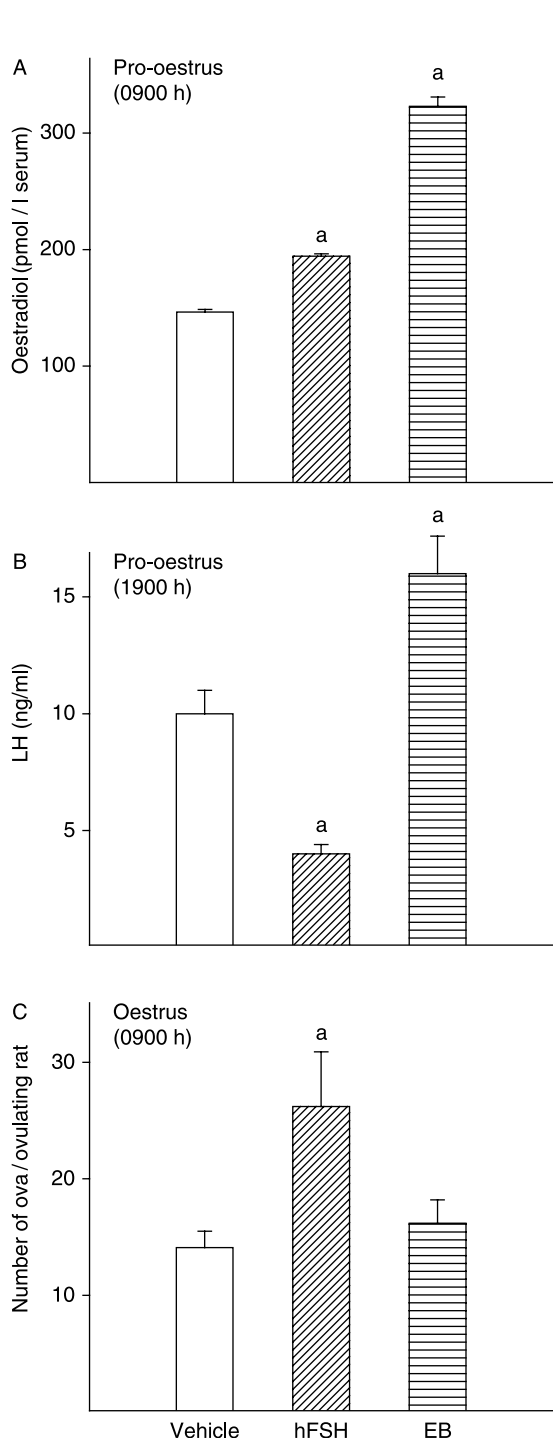 A
Pro-oestrus
(0900 h)
a
a
300
200
100
Oestradiol (pmol / l serum)
B
Pro-oestrus
(1900 h)
a
a
15
10
5
LH (ng/ml)
C
Oestrus
(0900 h)
a
30
20
10
Number of ova / ovulating rat
Vehicle hFSH EB